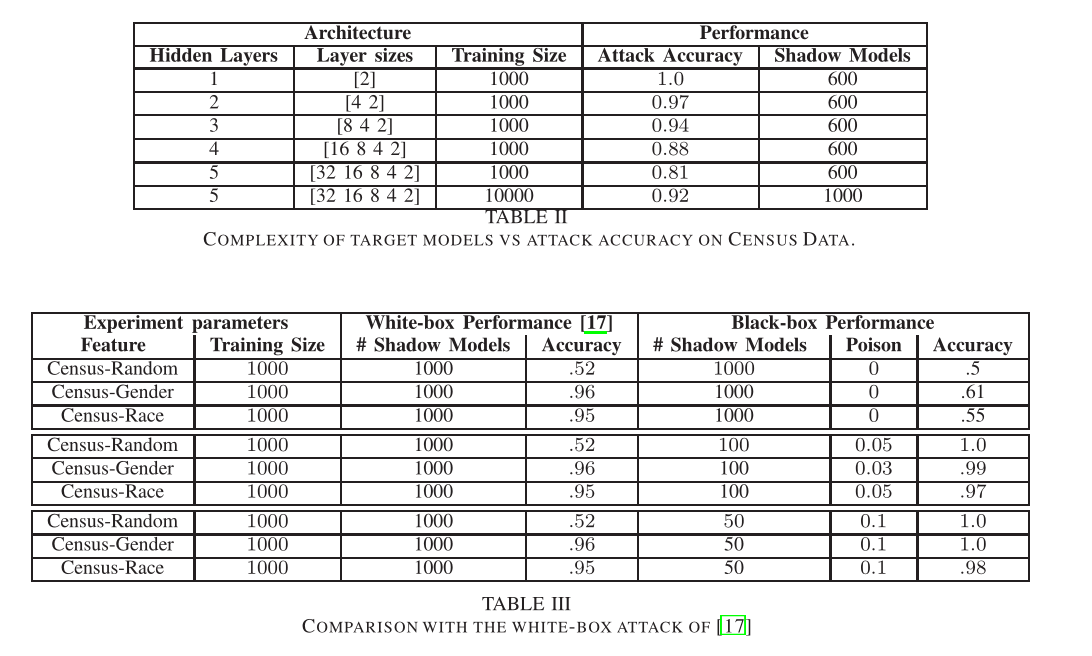 Architecture Performance
Hidden Layers Layer sizes Training Size Attack Accuracy Shadow Models
1 [2] 1000 1.0 600
2 [4 2] 1000 0.97 600
3 [8 4 2] 1000 0.94 600
4 [16 8 4 2] 1000 0.88 600
5 [32 16 8 4 2] 1000 0.81 600
5 [32 16 8 4 2] 10000 0.92 1000
TABLE II
COMPLEXITY OF TARGET MODELS VS ATTACK ACCURACY ON CENSUS DATA.
Experiment parameters White-box Performance [17] Black-box Performance
Feature Training Size # Shadow Models Accuracy # Shadow Models Poison Accuracy
Census-Random 1000 1000 .52 1000 0 .5
Census-Gender 1000 1000 .96 1000 0 .61
Census-Race 1000 1000 .95 1000 0 .55
Census-Random 1000 1000 .52 100 0.05 1.0
Census-Gender 1000 1000 .96 100 0.03 .99
Census-Race 1000 1000 .95 100 0.05 .97
Census-Random 1000 1000 .52 50 0.1 1.0
Census-Gender 1000 1000 .96 50 0.1 1.0
Census-Race 1000 1000 .95 50 0.1 .98
TABLE III
COMPARISON WITH THE WHITE-BOX ATTACK OF [17]